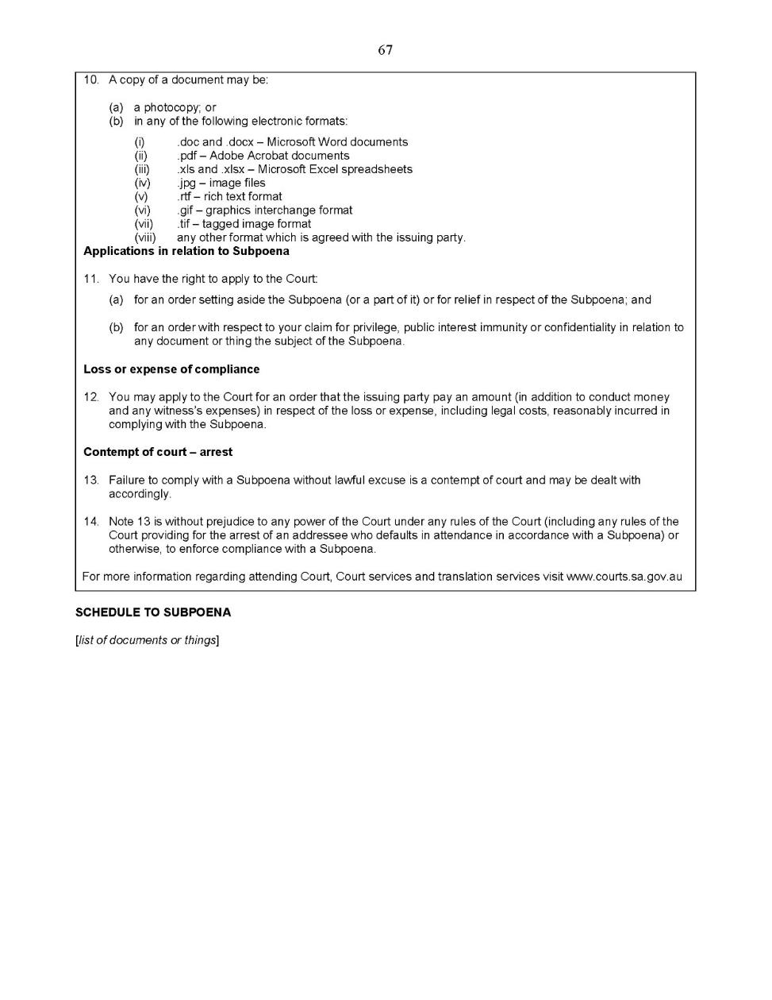 67
10. A copy of a document may be:
(a) a photocopy; or
(b) in any of the following electronic formats:
(i) .doc and .docx – Microsoft Word documents
(ii) .pdf – Adobe Acrobat documents
(iii) .xls and .xlsx – Microsoft Excel spreadsheets
(iv) .jpg – image files
(v) .rtf – rich text format
(vi) .gif – graphics interchange format
(vii) .tif – tagged image format
(viii) any other format which is agreed with the issuing party.
Applications in relation to Subpoena
11. You have the right to apply to the Court:
(a) for an order setting aside the Subpoena (or a part of it) or for relief in respect of the Subpoena; and
(b) for an order with respect to your claim for privilege, public interest immunity or confidentiality in relation to
any document or thing the subject of the Subpoena.
Loss or expense of compliance
12. You may apply to the Court for an order that the issuing party pay an amount (in addition to conduct money
and any witness's expenses) in respect of the loss or expense, including legal costs, reasonably incurred in
complying with the Subpoena.
Contempt of court – arrest
13. Failure to comply with a Subpoena without lawful excuse is a contempt of court and may be dealt with
accordingly.
14. Note 13 is without prejudice to any power of the Court under any rules of the Court (including any rules of the
Court providing for the arrest of an addressee who defaults in attendance in accordance with a Subpoena) or
otherwise, to enforce compliance with a Subpoena.
For more information regarding attending Court, Court services and translation services visit www.courts.sa.gov.au
SCHEDULE TO SUBPOENA
[list of documents or things]